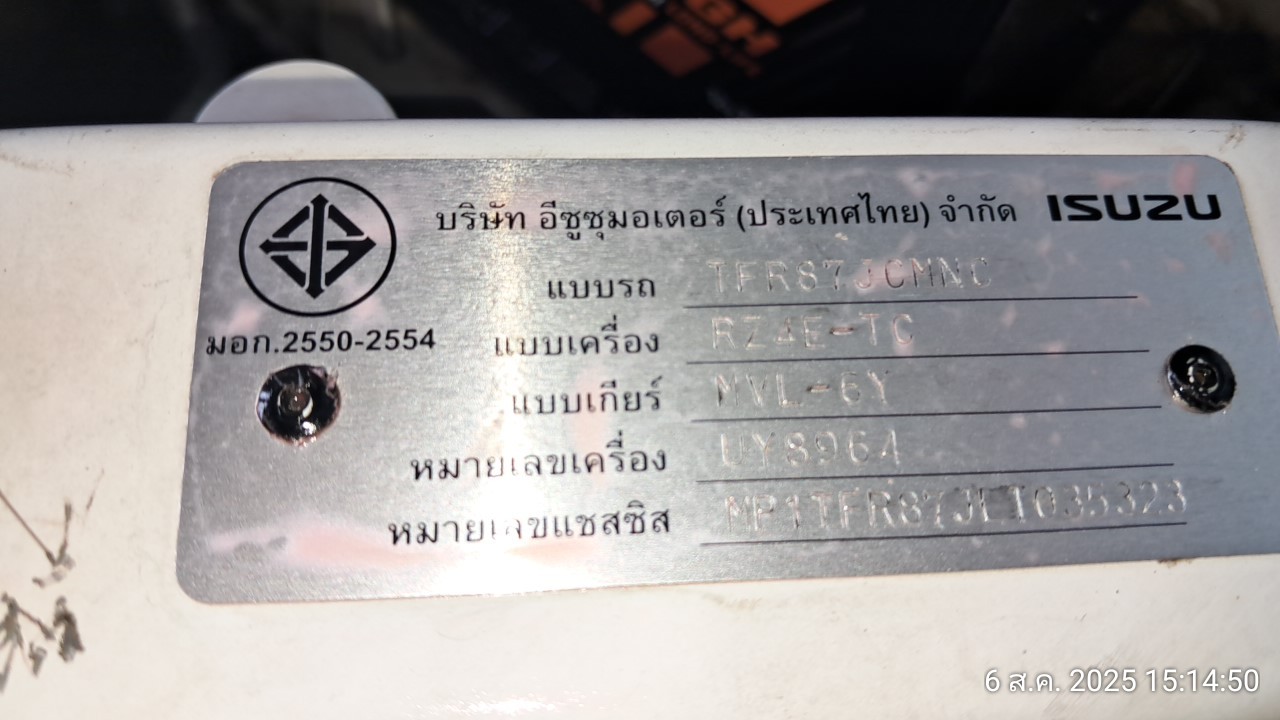 บริษัท อีซูซุมอเตอร์ (ประเทศไทย) จำกัด ISUZU
แบบรถ TFR87JCMNC
มอก.2550-2554
แบบเครื่อง RZ4E-TC
แบบเกียร์ MVL-6Y
หมายเลขเครื่อง UY8964
หมายเลขแชสซิส MP1TFR87JLT035323
6 ส.ค. 2025 15:14:50